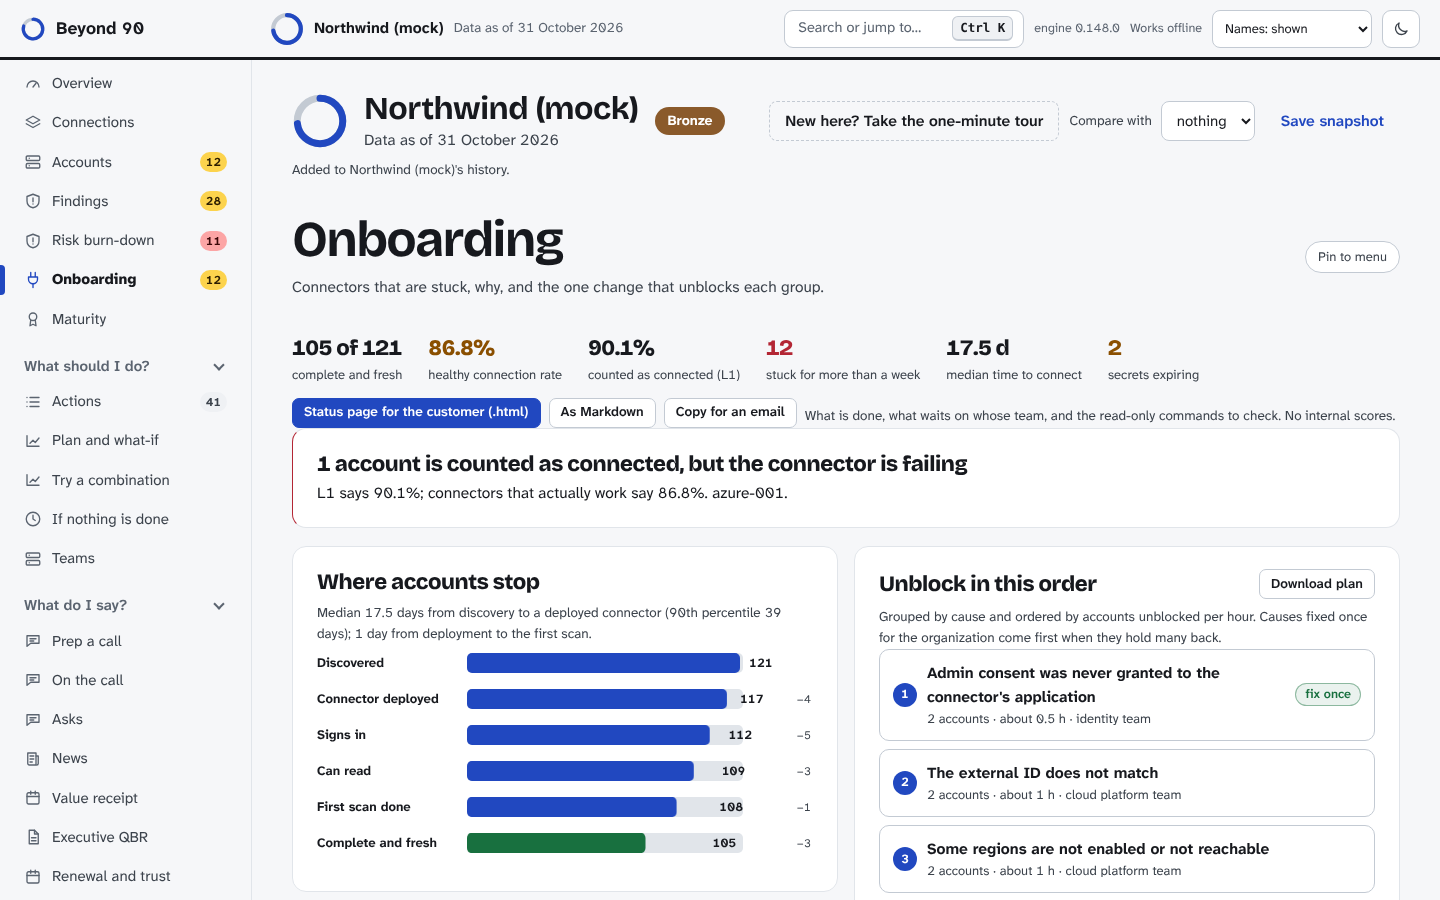 Beyond 90
Northwind (mock) Data as of 31 October 2026
Search or jump to... Ctrl K
engine 0.148.0 Works offline
Names: shown
Overview
Connections
Accounts 12
Findings 28
Risk burn-down 11
Onboarding 12
Maturity
What should I do?
Actions 41
Plan and what-if
Try a combination
If nothing is done
Teams
What do I say?
Prep a call
On the call
Asks
News
Value receipt
Executive QBR
Renewal and trust
Northwind (mock)
Data as of 31 October 2026
Bronze
New here? Take the one-minute tour
Compare with nothing
Save snapshot
Added to Northwind (mock)'s history.
Onboarding
Pin to menu
Connectors that are stuck, why, and the one change that unblocks each group.
105 of 121
complete and fresh
86.8%
healthy connection rate
90.1%
counted as connected (L1)
12
stuck for more than a week
17.5 d
median time to connect
2
secrets expiring
Status page for the customer (.html) As Markdown Copy for an email What is done, what waits on whose team, and the read-only commands to check. No internal scores.
1 account is counted as connected, but the connector is failing
L1 says 90.1%; connectors that actually work say 86.8%. azure-001.
Where accounts stop
Median 17.5 days from discovery to a deployed connector (90th percentile 39
days); 1 day from deployment to the first scan.
Discovered 121
Connector deployed 117 −4
Signs in 112 −5
Can read 109 −3
First scan done 108 −1
Complete and fresh 105 −3
Unblock in this order
Download plan
Grouped by cause and ordered by accounts unblocked per hour. Causes fixed once
for the organization come first when they hold many back.
1 Admin consent was never granted to the
connector's application
2 accounts · about 0.5 h · identity team
fix once
2 The external ID does not match
2 accounts · about 1 h · cloud platform team
3 Some regions are not enabled or not reachable
2 accounts · about 1 h · cloud platform team